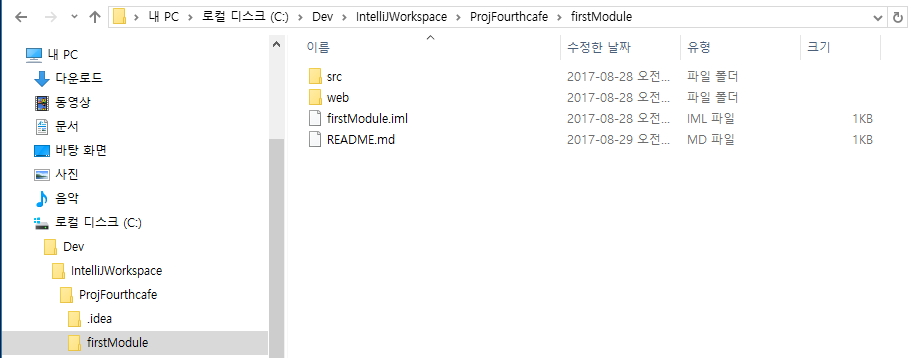 내 PC > 로컬 디스크 (C:) > Dev > IntelliJWorkspace > ProjFourthcafe > firstModule
내 PC
다운로드
동영상
문서
바탕 화면
사진
음악
로컬 디스크 (C:)
Dev
IntelliJWorkspace
ProjFourthcafe
.idea
firstModule
이름 수정한 날짜 유형 크기
src 2017-08-28 오전... 파일 폴더
web 2017-08-28 오전... 파일 폴더
firstModule.iml 2017-08-28 오전... IML 파일 1KB
README.md 2017-08-29 오전... MD 파일 1KB